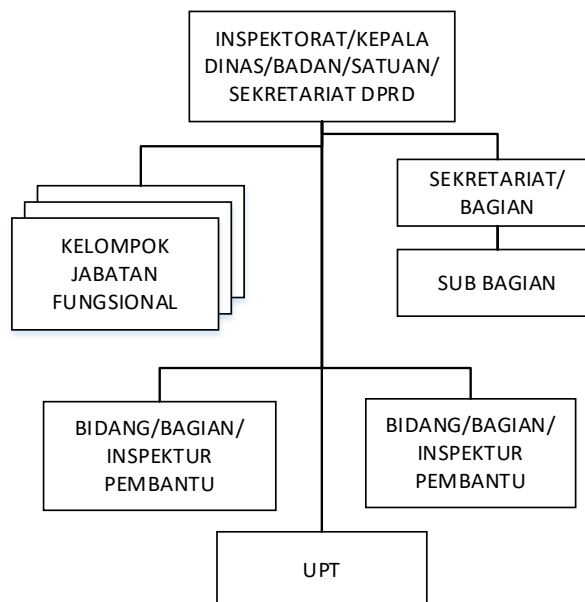 INSPEKTORAT/KEPALA
DINAS/BADAN/SATUAN/
SEKRETARIAT DPRD
SEKRETARIAT/
BAGIAN
KELOMPOK
JABATAN
FUNGSIONAL
SUB BAGIAN
BIDANG/BAGIAN/
INSPEKTUR
PEMBANTU
BIDANG/BAGIAN/
INSPEKTUR
PEMBANTU
UPT